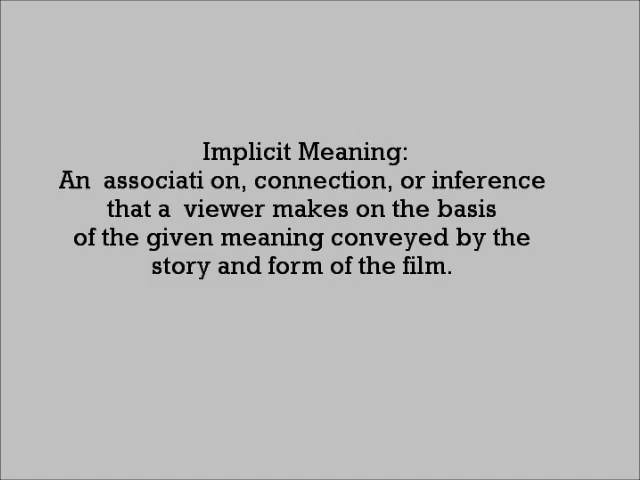 Implicit Meaning:
An  associati on, connection, or inference
that a  viewer makes on the basis
of the given meaning conveyed by the
story and form of the film.